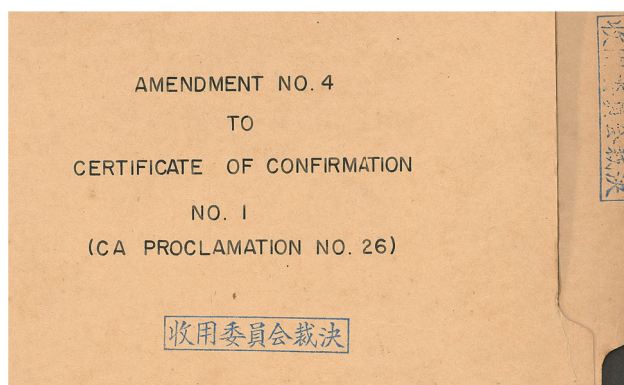 AMENDMENT NO. 4
TO
CERTIFICATE OF CONFIRMATION
NO. 1
(CA PROCLAMATION NO. 26)
收用委員会裁決